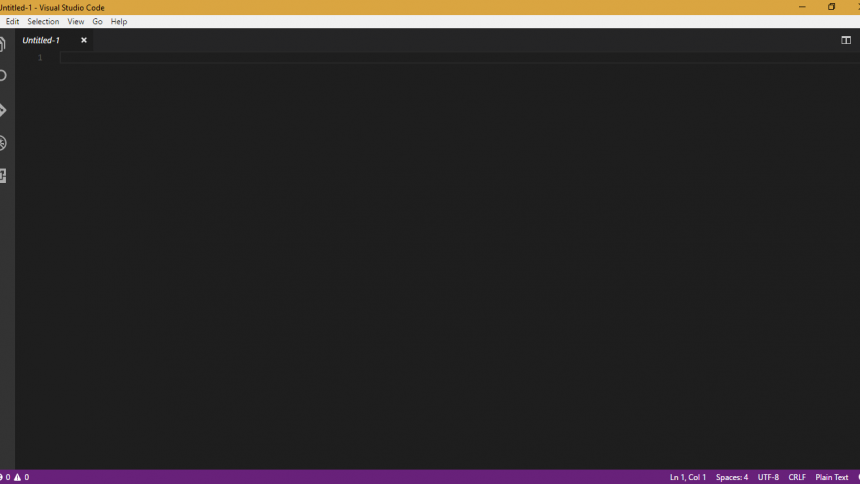 Untitled-1 - Visual Studio Code
Edit Selection View Go Help
Untitled-1
1
0 0 Ln 1, Col 1 Spaces: 4 UTF-8 CRLF Plain Text